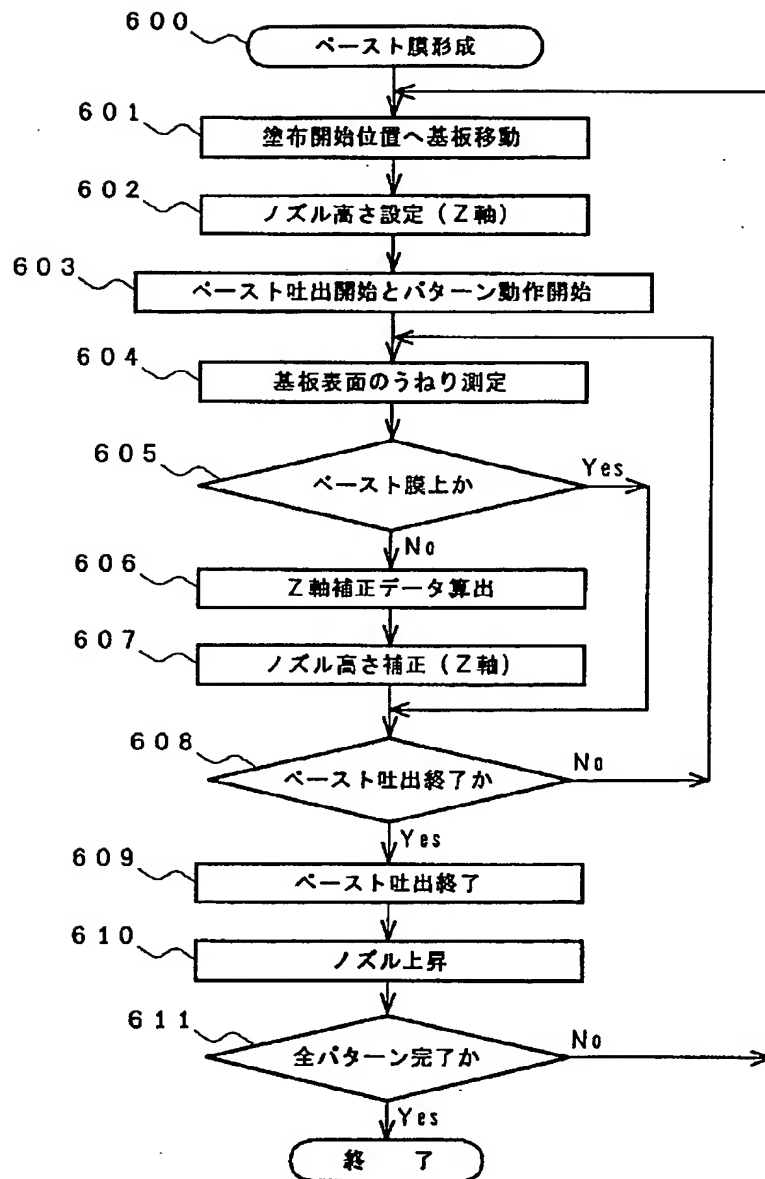 ６００
ペースト膜形成
６０１
塗布開始位置へ基板移動
６０２
ノズル高さ設定（Ｚ軸）
６０３
ペースト吐出開始とパターン動作開始
６０４
基板表面のうねり測定
６０５
ペースト膜上か
Yes
No
６０６
Ｚ軸補正データ算出
６０７
ノズル高さ補正（Ｚ軸）
６０８
ペースト吐出終了か
No
Yes
６０９
ペースト吐出終了
６１０
ノズル上昇
６１１
全パターン完了か
No
Yes
終　了